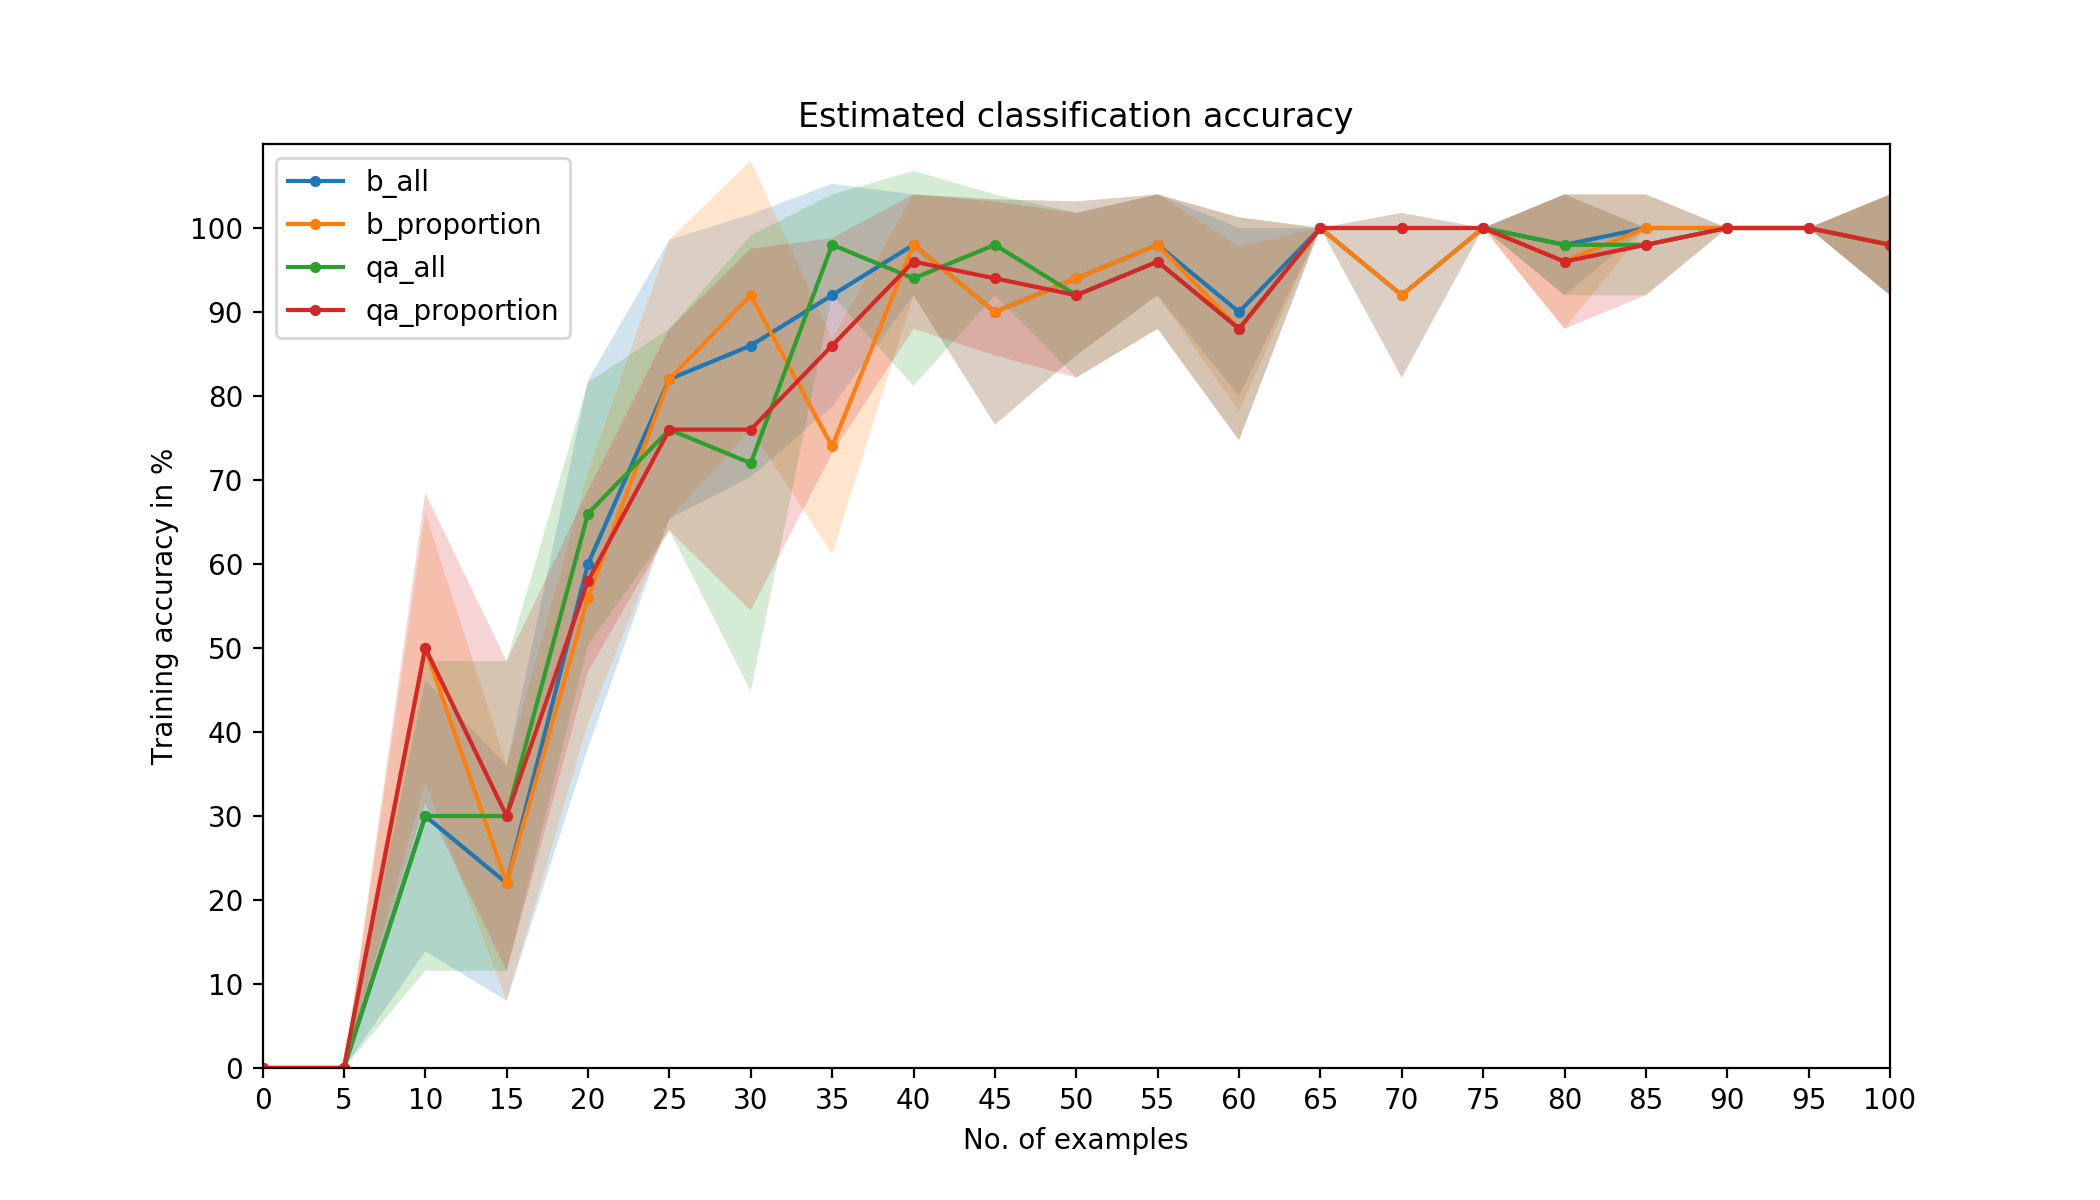 Estimated classification accuracy
b_all
b_proportion
qa_all
qa_proportion
Training accuracy in %
100
90
80
70
60
50
40
30
20
10
0
0 5 10 15 20 25 30 35 40 45 50 55 60 65 70 75 80 85 90 95 100
No. of examples